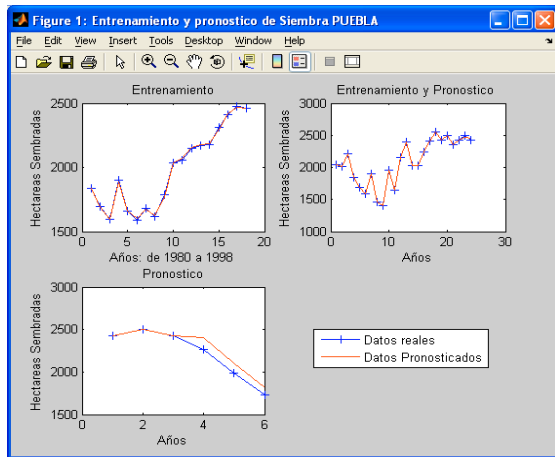 Figure 1: Entrenamiento y pronostico de Siembra PUEBLA
File Edit View Insert Tools Desktop Window Help
Entrenamiento
Hectareas Sembradas
2500
2000
1500
0 5 10 15 20
Años: de 1980 a 1998
Entrenamiento y Pronostico
Hectareas Sembradas
3000
2500
2000
1500
1000
0 10 20 30
Años
Pronostico
Hectareas Sembradas
3000
2500
2000
1500
0 2 4 6
Años
Datos reales
Datos Pronosticados